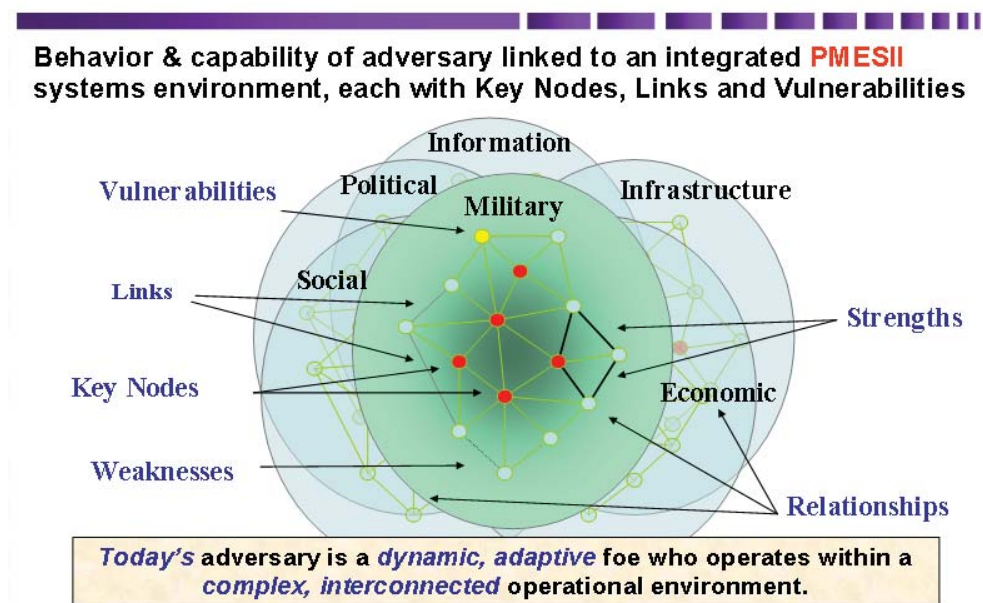 Behavior & capability of adversary linked to an integrated PMESII
systems environment, each with Key Nodes, Links and Vulnerabilities
Information
Political
Infrastructure
Vulnerabilities
Military
Social
Links
Strengths
Key Nodes
Economic
Weaknesses
Relationships
Today's adversary is a dynamic, adaptive foe who operates within a
complex, interconnected operational environment.